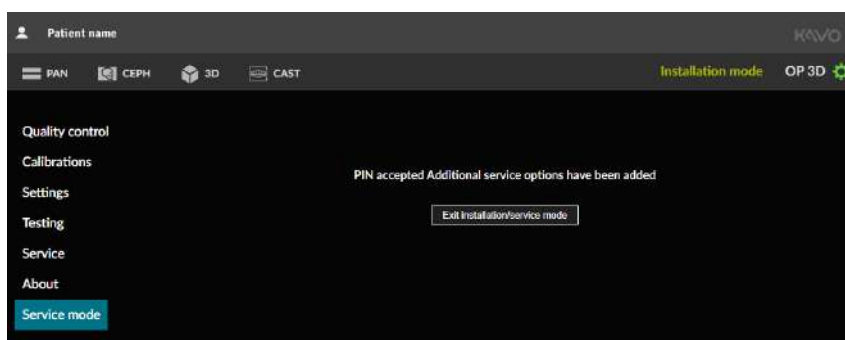 Patient name
KAVO
PAN CEPH 3D CAST Installation mode OP 3D
Quality control
Calibrations
PIN accepted Additional service options have been added
Settings
Exit installation/service mode
Testing
Service
About
Service mode